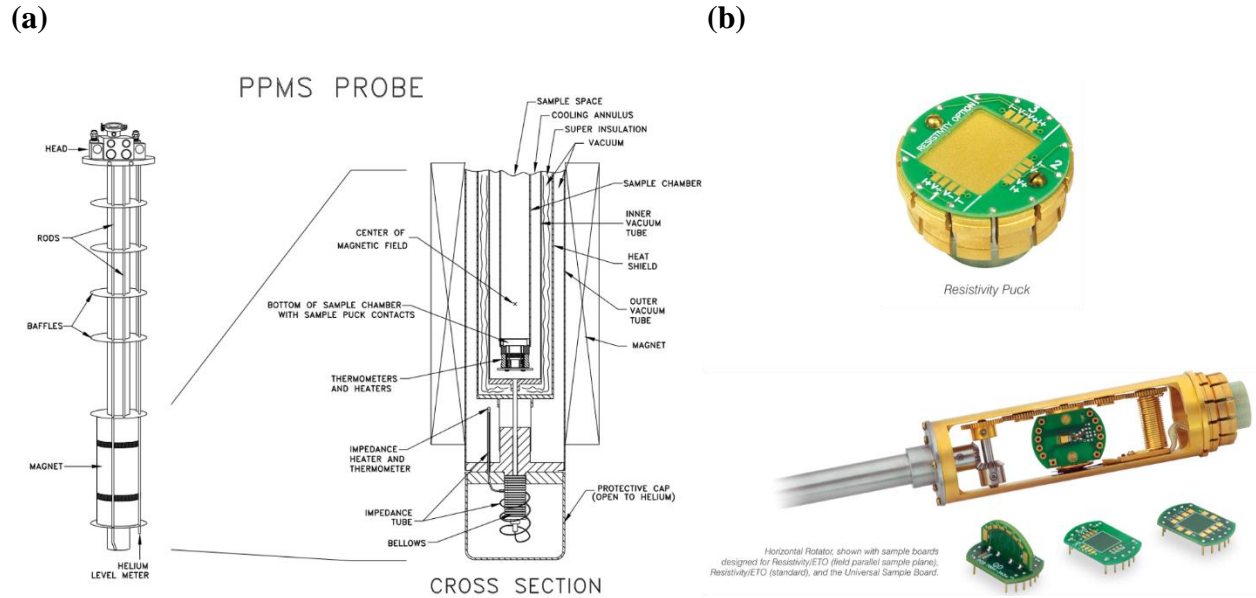 (a)
(b)
PPMS PROBE
HEAD
RODS
BAFFLES
MAGNET
HELIUM
LEVEL METER
SAMPLE SPACE
COOLING ANNULUS
SUPER INSULATION
VACUUM
SAMPLE CHAMBER
INNER
VACUUM
TUBE
HEAT
SHIELD
OUTER
VACUUM
TUBE
MAGNET
CENTER OF
MAGNETIC FIELD
BOTTOM OF SAMPLE CHAMBER
WITH SAMPLE PUCK CONTACTS
THERMOMETERS
AND HEATERS
IMPEDANCE
HEATER AND
THERMOMETER
IMPEDANCE
TUBE
BELLOWS
PROTECTIVE CAP
(OPEN TO HELIUM)
CROSS SECTION
RESISTIVITY OPTION
3
I- V- V+ I+
2
I+ V+ V- I-
1
I+ V+ V- I-
Resistivity Puck
Horizontal Rotator, shown with sample boards
designed for Resistivity/ETO (field parallel sample plane),
Resistivity/ETO (standard), and the Universal Sample Board.